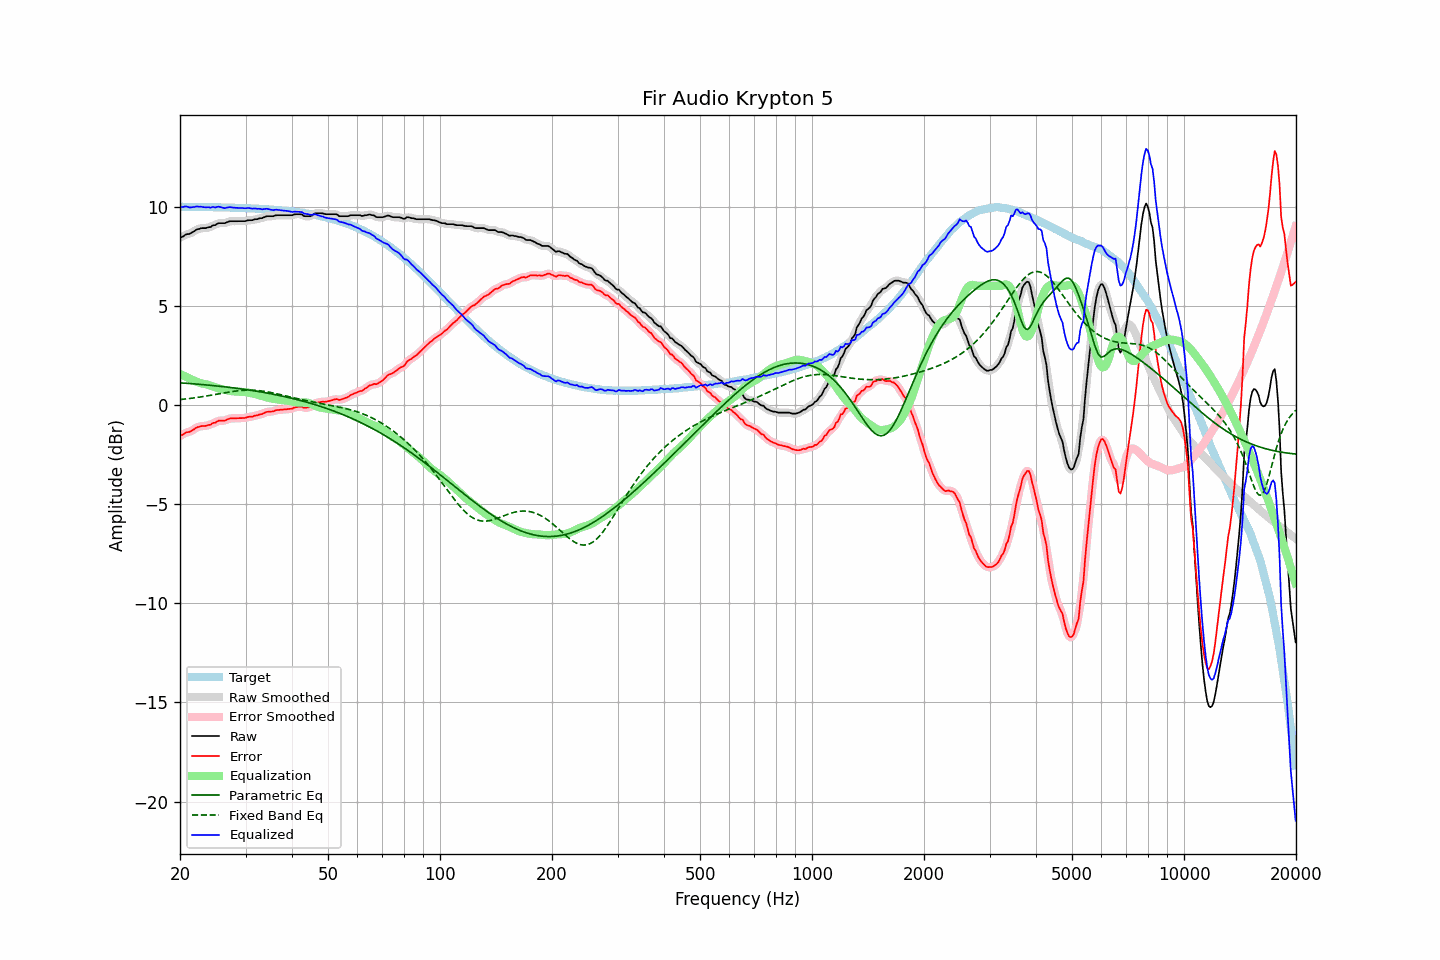 Fir Audio Krypton 5
Amplitude (dBr)
10
5
0
−5
−10
−15
−20
Target
Raw Smoothed
Error Smoothed
Raw
Error
Equalization
Parametric Eq
Fixed Band Eq
Equalized
20 50 100 200 500 1000 2000 5000 10000 20000
Frequency (Hz)